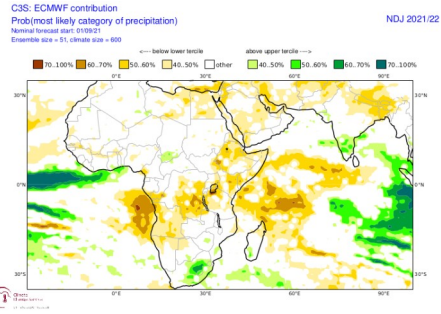 C3S: ECMWF contribution
Prob(most likely category of precipitation)
NDJ 2021/22
Nominal forecast start: 01/09/21
Ensemble size = 51, climate size = 600
<---- below lower tercile
above upper tercile ---->
70..100%
60..70%
50..60%
40..50%
other
40..50%
50..60%
60..70%
70..100%
0°E
30°E
60°E
90°E
30°N
30°N
0°N
0°N
30°S
30°S
0°E
30°E
60°E
90°E